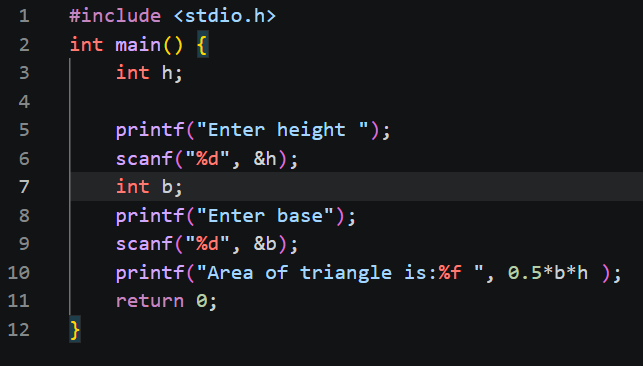 1 #include <stdio.h>
2 int main() {
3     int h;
4
5     printf("Enter height ");
6     scanf("%d", &h);
7     int b;
8     printf("Enter base");
9     scanf("%d", &b);
10     printf("Area of triangle is:%f ", 0.5*b*h );
11     return 0;
12 }